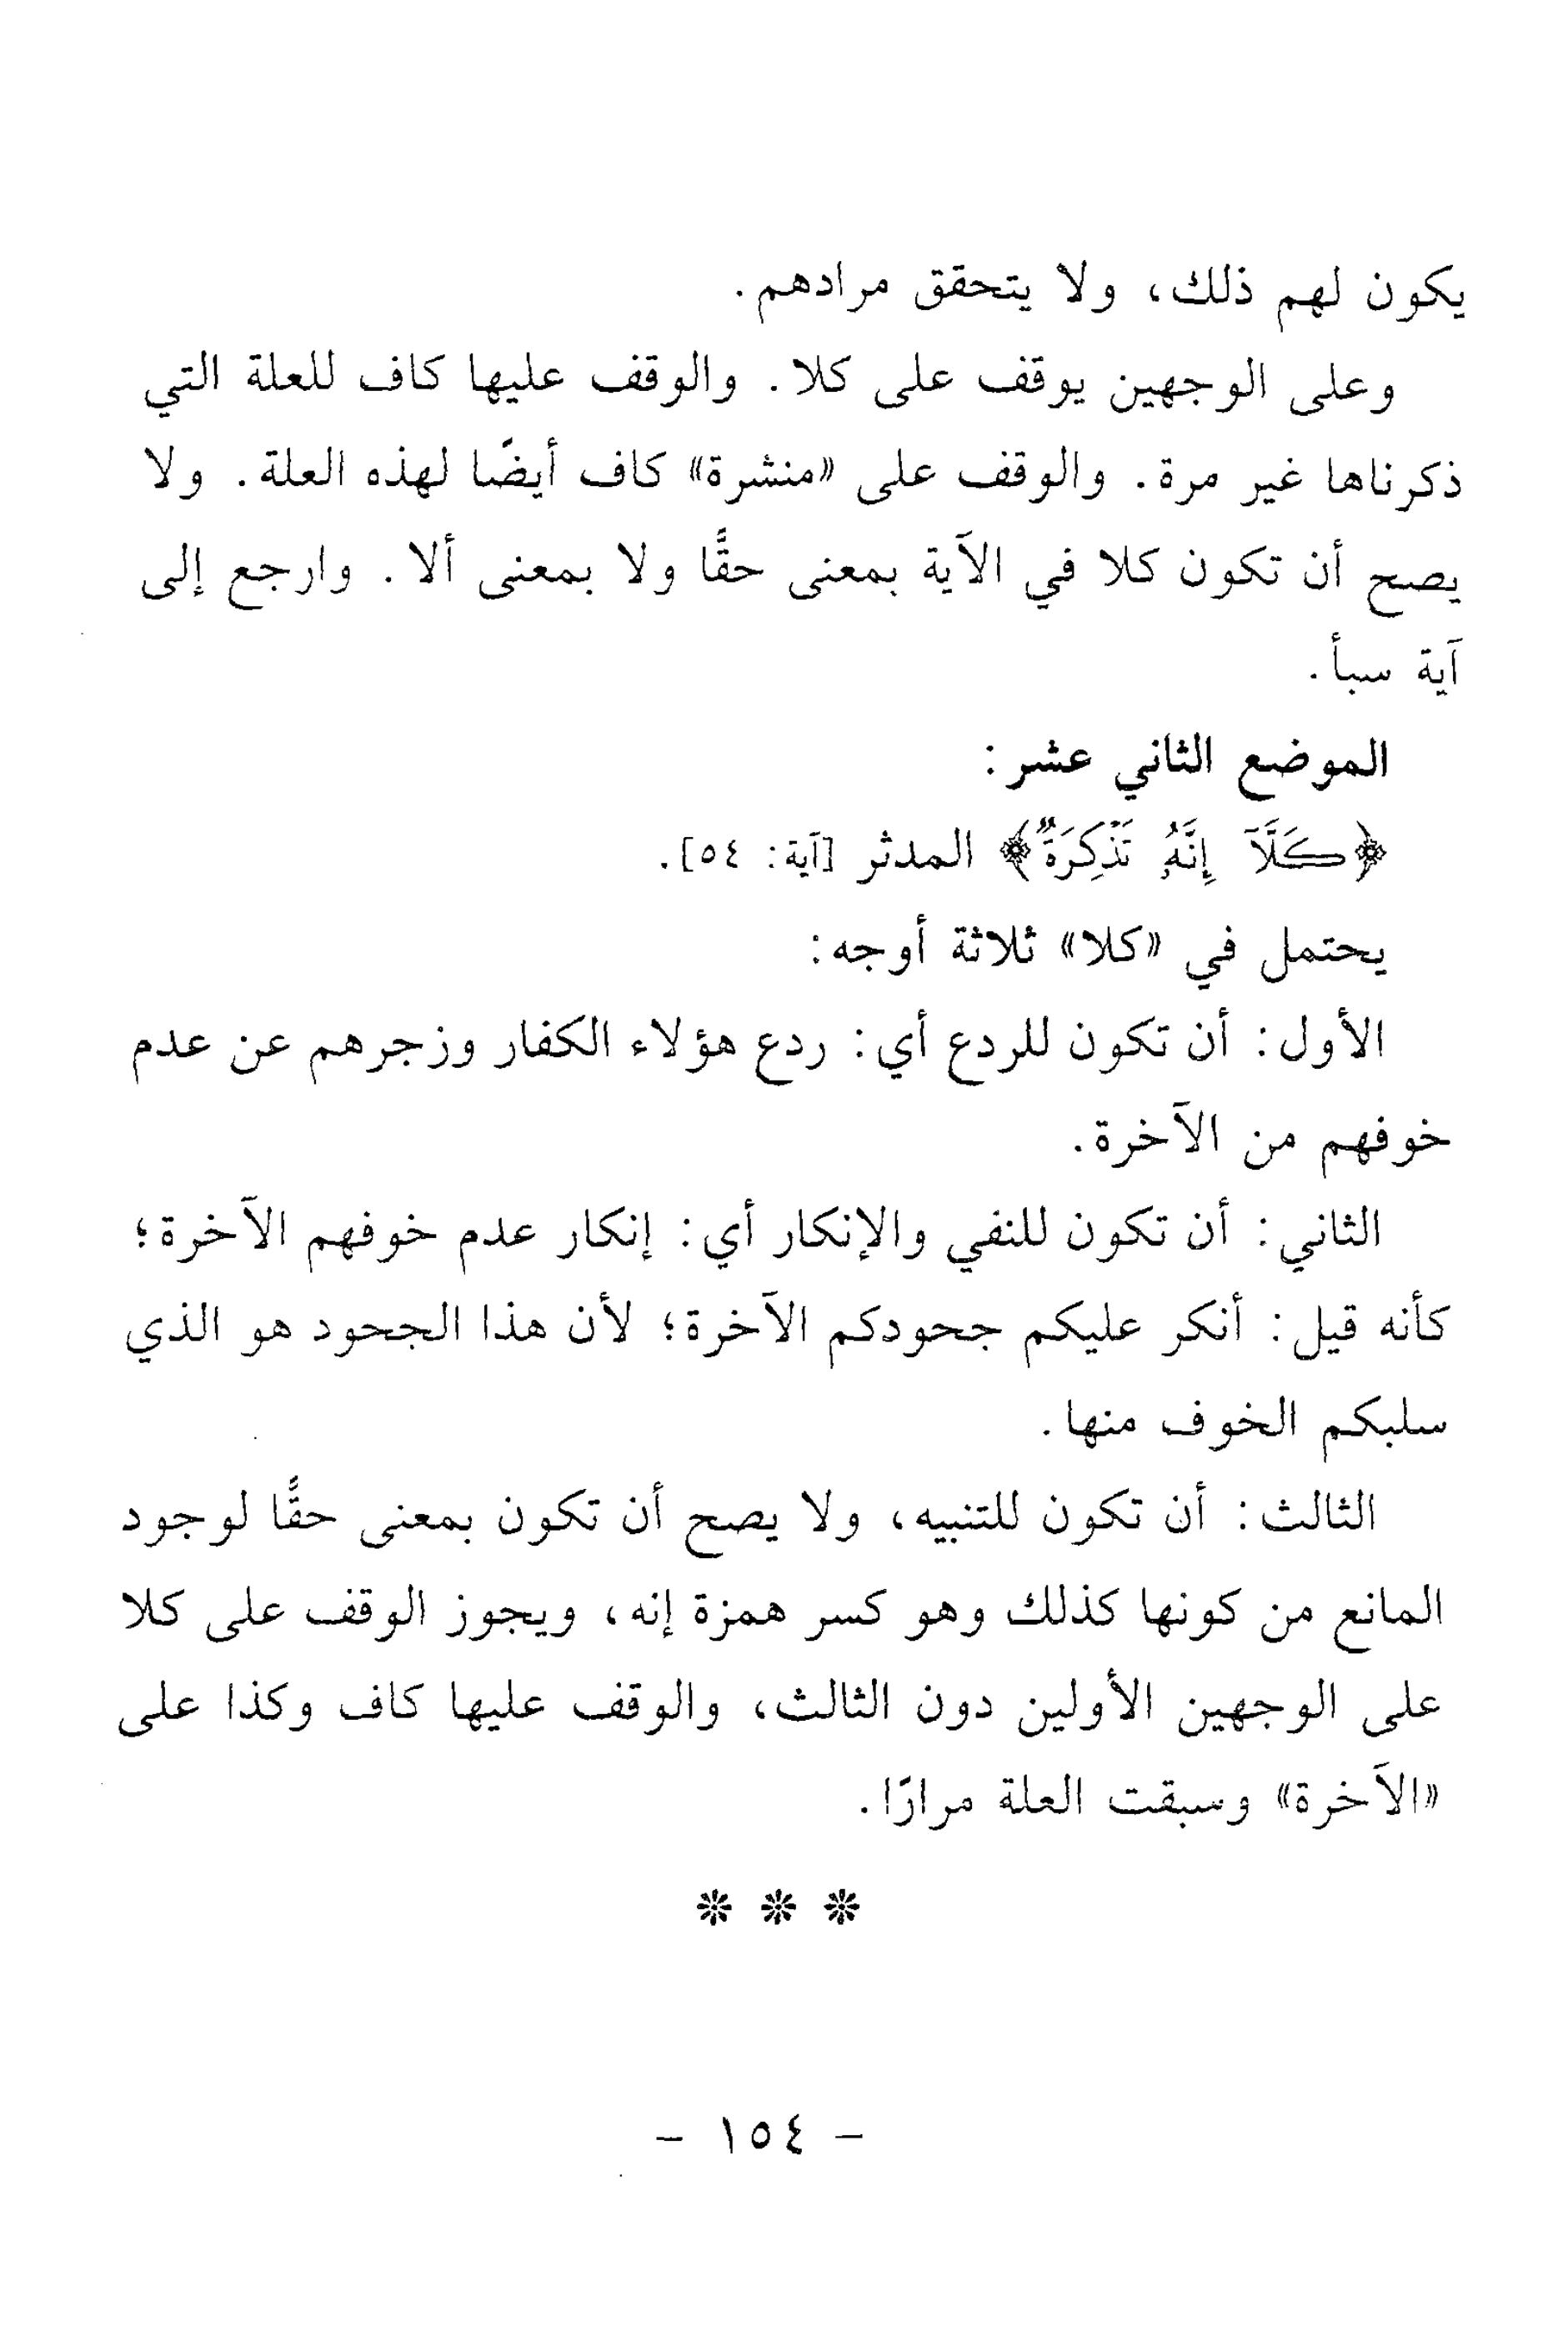 يكون لهم ذلك، ولا يتحقق مرادهم.
وعلى الوجهين يوقف على كلا. والوقف عليها كاف للعلة التي
ذكرناها غير مرة. والوقف على «منشرة» كاف أيضًا لهذه العلة. ولا
يصح أن تكون كلا في الآية بمعنى حقًّا ولا بمعنى ألا. وارجع إلى
آية سبأ.
الموضع الثاني عشر:
﴿كَلَّآ إِنَّهُۥ تَذْكِرَةٌ﴾ المدثر [آية: ٥٤].
يحتمل في «كلا» ثلاثة أوجه:
الأول: أن تكون للردع أي: ردع هؤلاء الكفار وزجرهم عن عدم
خوفهم من الآخرة.
الثاني: أن تكون للنفي والإنكار أي: إنكار عدم خوفهم الآخرة؛
كأنه قيل: أنكر عليكم جحودكم الآخرة؛ لأن هذا الجحود هو الذي
سلبكم الخوف منها.
الثالث: أن تكون للتنبيه، ولا يصح أن تكون بمعنى حقًّا لوجود
المانع من كونها كذلك وهو كسر همزة إنه، ويجوز الوقف على كلا
على الوجهين الأولين دون الثالث، والوقف عليها كاف وكذا على
«الآخرة» وسبقت العلة مرارًا.
※ ※ ※
- ١٥٤ -